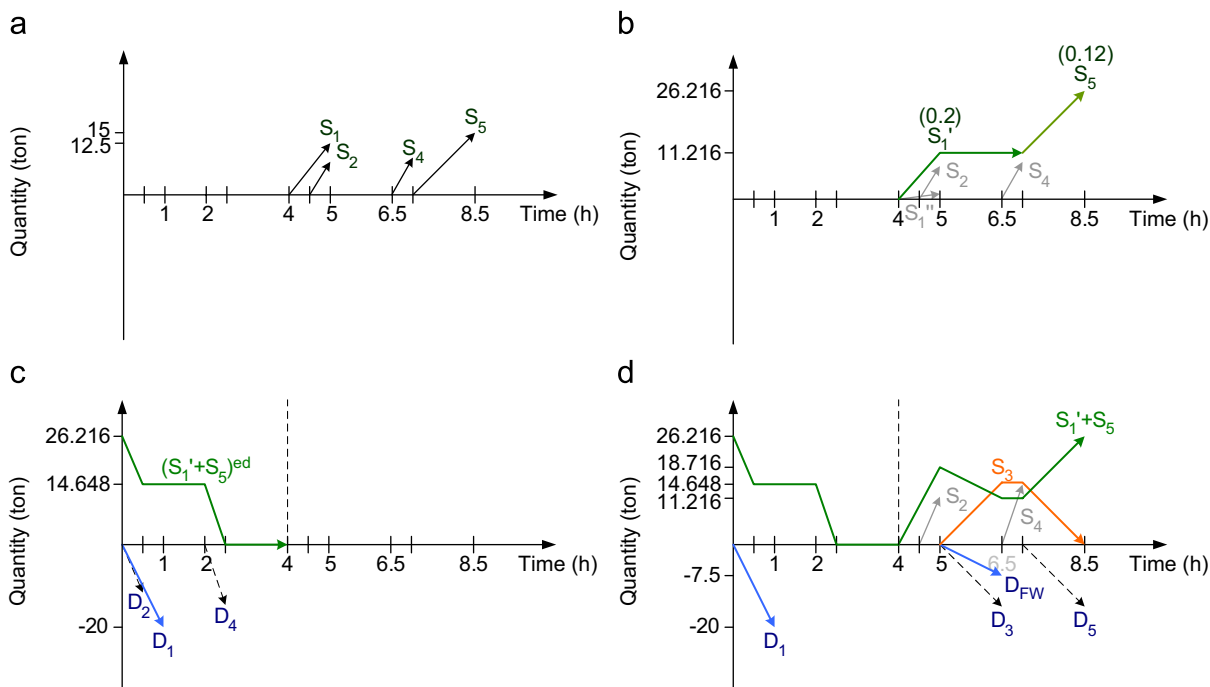 a
Quantity (ton)
15
12.5
S1
S2
S4
S5
1
2
4
5
6.5
8.5
Time (h)
b
Quantity (ton)
26.216
11.216
(0.2)
S1'
(0.12)
S5
S2
S4
S1''
1
2
4
5
6.5
8.5
Time (h)
c
Quantity (ton)
26.216
14.648
-20
(S1'+S5)ed
D2
D1
D4
1
2
4
5
6.5
8.5
Time (h)
d
Quantity (ton)
26.216
18.716
14.648
11.216
-7.5
-20
S1'+S5
S3
S2
S4
1
2
4
5
6.5
8.5
Time (h)
DFW
D3
D5
D1